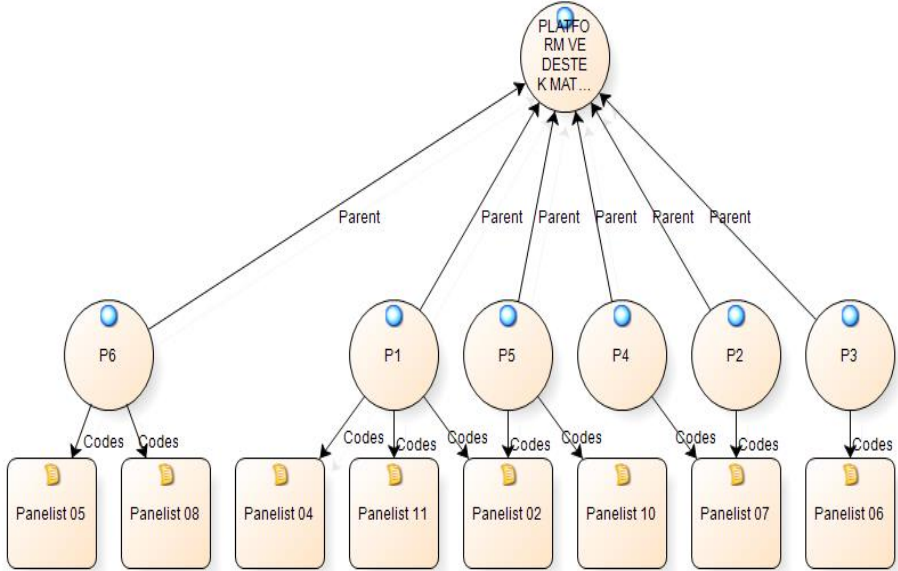 PLATFO
RM VE
DESTE
K MAT...
Parent Parent Parent Parent Parent Parent
P6 P1 P5 P4 P2 P3
Codes Codes Codes Codes Codes Codes Codes Codes Codes Codes
Panelist 05 Panelist 08 Panelist 04 Panelist 11 Panelist 02 Panelist 10 Panelist 07 Panelist 06